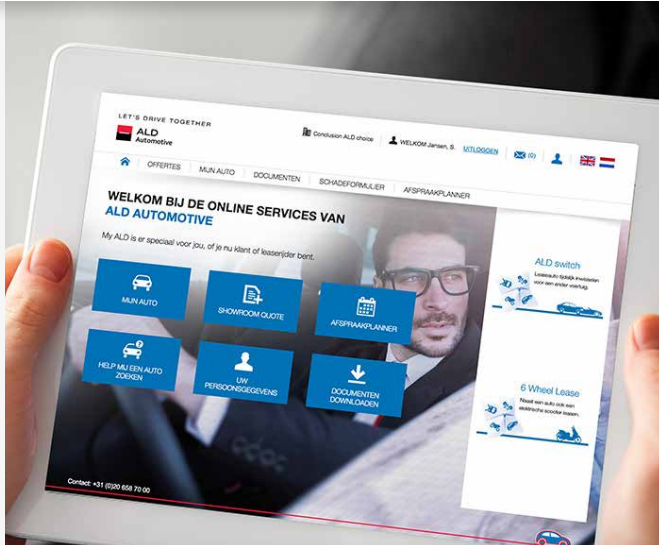 LET'S DRIVE TOGETHER
ALD
Automotive
Conclusion ALD choice
WELKOM Jansen, S.
UITLOGGEN
(0)
OFFERTES
MIJN AUTO
DOCUMENTEN
SCHADEFORMULIER
AFSPRAAKPLANNER
WELKOM BIJ DE ONLINE SERVICES VAN
ALD AUTOMOTIVE
My ALD is er speciaal voor jou, of je nu klant of leaserijder bent.
MIJN AUTO
SHOWROOM QUOTE
AFSPRAAKPLANNER
HELP MIJ EEN AUTO
ZOEKEN
UW
PERSOONSGEGEVENS
DOCUMENTEN
DOWNLOADEN
ALD switch
Leaseauto tijdelijk inwisselen
voor een ander voertuig.
6 Wheel Lease
Naast een auto ook een
elektrische scooter leasen.
Contact: +31 (0)20 658 70 00